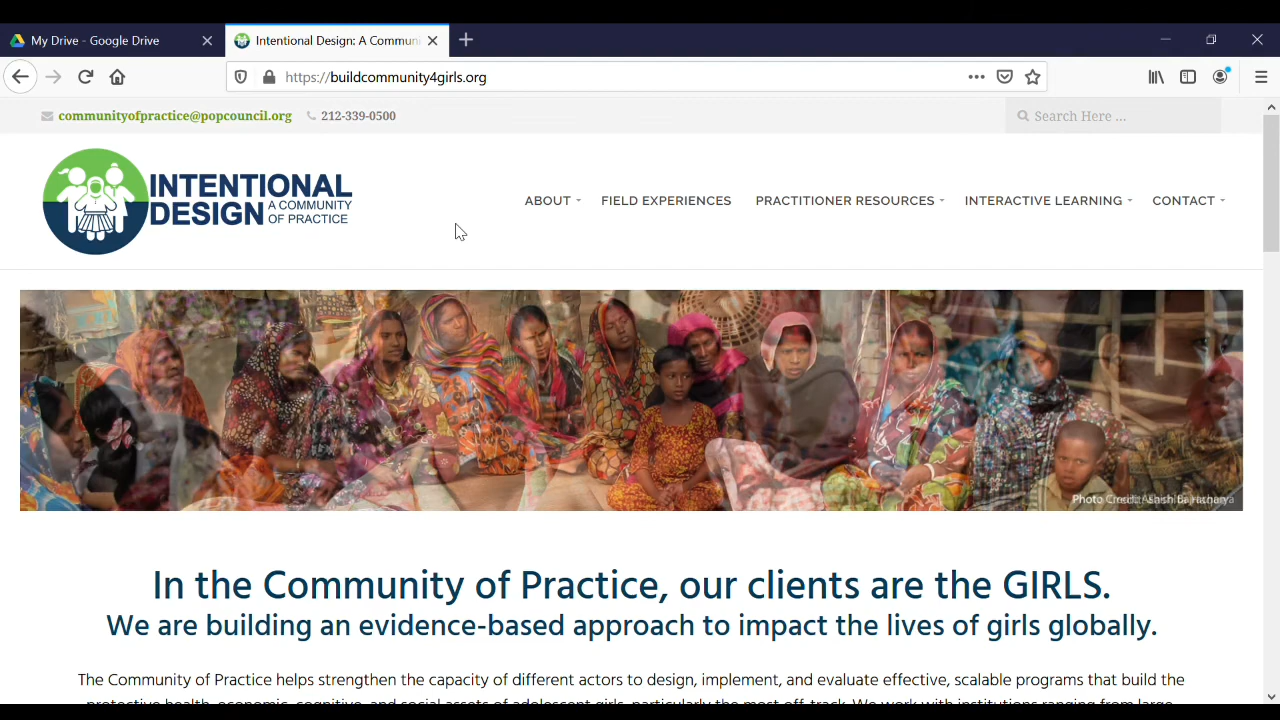 My Drive - Google Drive
Intentional Design: A Commun
https://buildcommunity4girls.org
communityofpractice@popcouncil.org 212-339-0500
Search Here ...
INTENTIONAL
DESIGN A COMMUNITY
OF PRACTICE
ABOUT FIELD EXPERIENCES PRACTITIONER RESOURCES INTERACTIVE LEARNING CONTACT
Photo Credit:
In the Community of Practice, our clients are the GIRLS.
We are building an evidence-based approach to impact the lives of girls globally.
The Community of Practice helps strengthen the capacity of different actors to design, implement, and evaluate effective, scalable programs that build the
protective health, economic, cognitive, and social assets of adolescent girls, particularly the most off-track. We work with institutions ranging from large